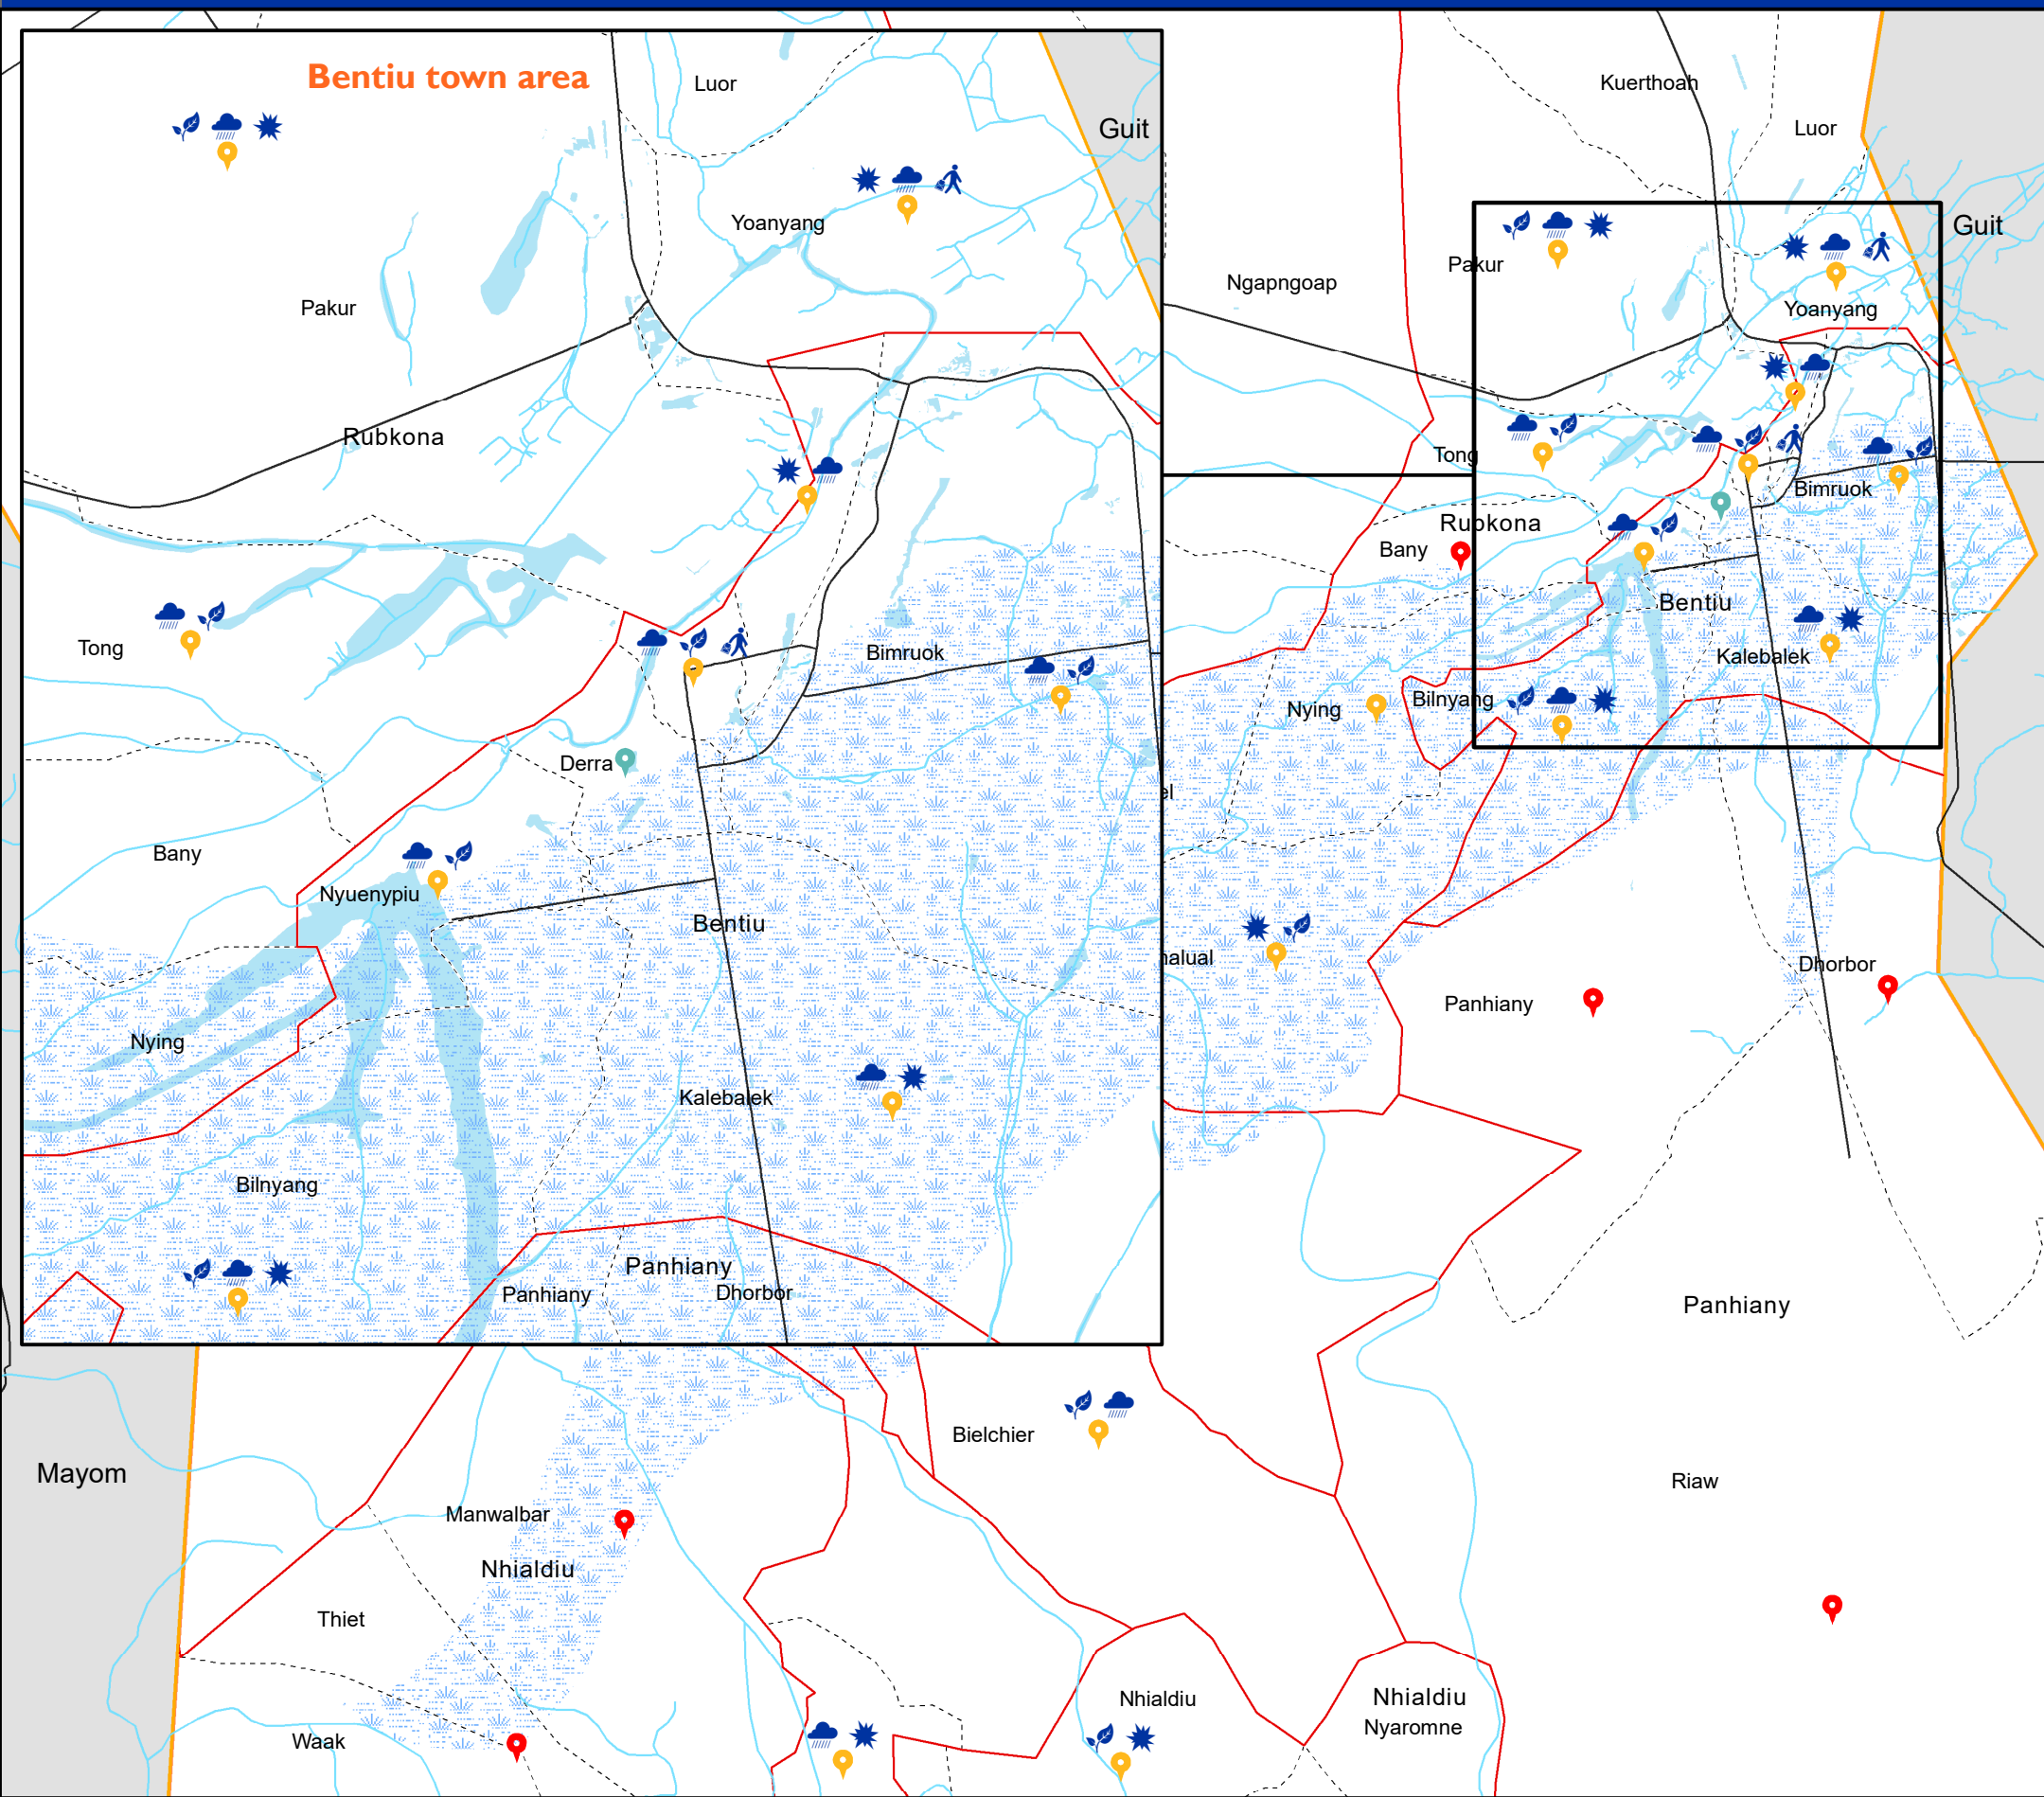 Bentiu town area
Luor
Guit
Yoanyang
Pakur
Rubkona
Tong
Bimruok
Derra
Bany
Nyuenypiu
Bentiu
Nying
Kalebalek
Bilnyang
Panhiany
Panhiany
Dhorbor
Kuerthoah
Luor
Guit
Pakur
Ngapngoap
Yoanyang
Tong
Bimruok
Rubkona
Bany
Bentiu
Kalebalek
Bilnyang
Nying
el
halual
Dhorbor
Panhiany
Panhiany
Bielchier
Mayom
Riaw
Manwalbar
Nhialdiu
Thiet
Nhialdiu
Nhialdiu
Nyaromne
Waak